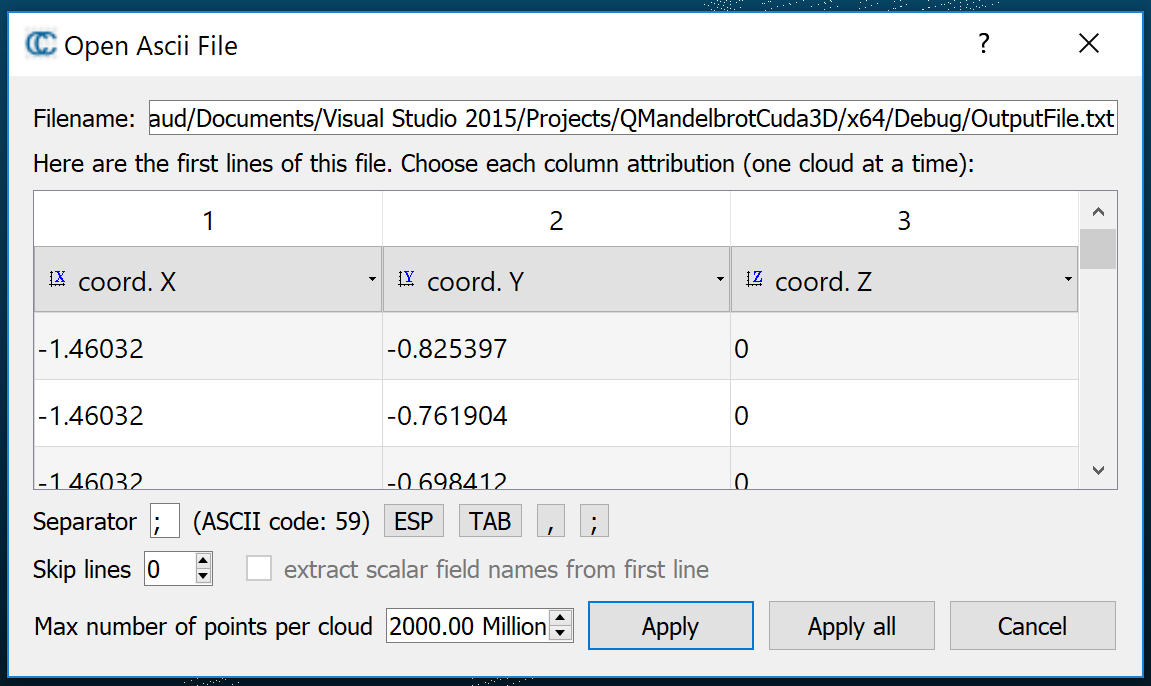 Open Ascii File
Filename: aud/Documents/Visual Studio 2015/Projects/QMandelbrotCuda3D/x64/Debug/OutputFile.txt
Here are the first lines of this file. Choose each column attribution (one cloud at a time):
1 2 3
X coord. X Y coord. Y Z coord. Z
-1.46032 -0.825397 0
-1.46032 -0.761904 0
-1.46032 -0.698412 0
Separator ; (ASCII code: 59) ESP TAB , ;
Skip lines 0 extract scalar field names from first line
Max number of points per cloud 2000.00 Million Apply Apply all Cancel